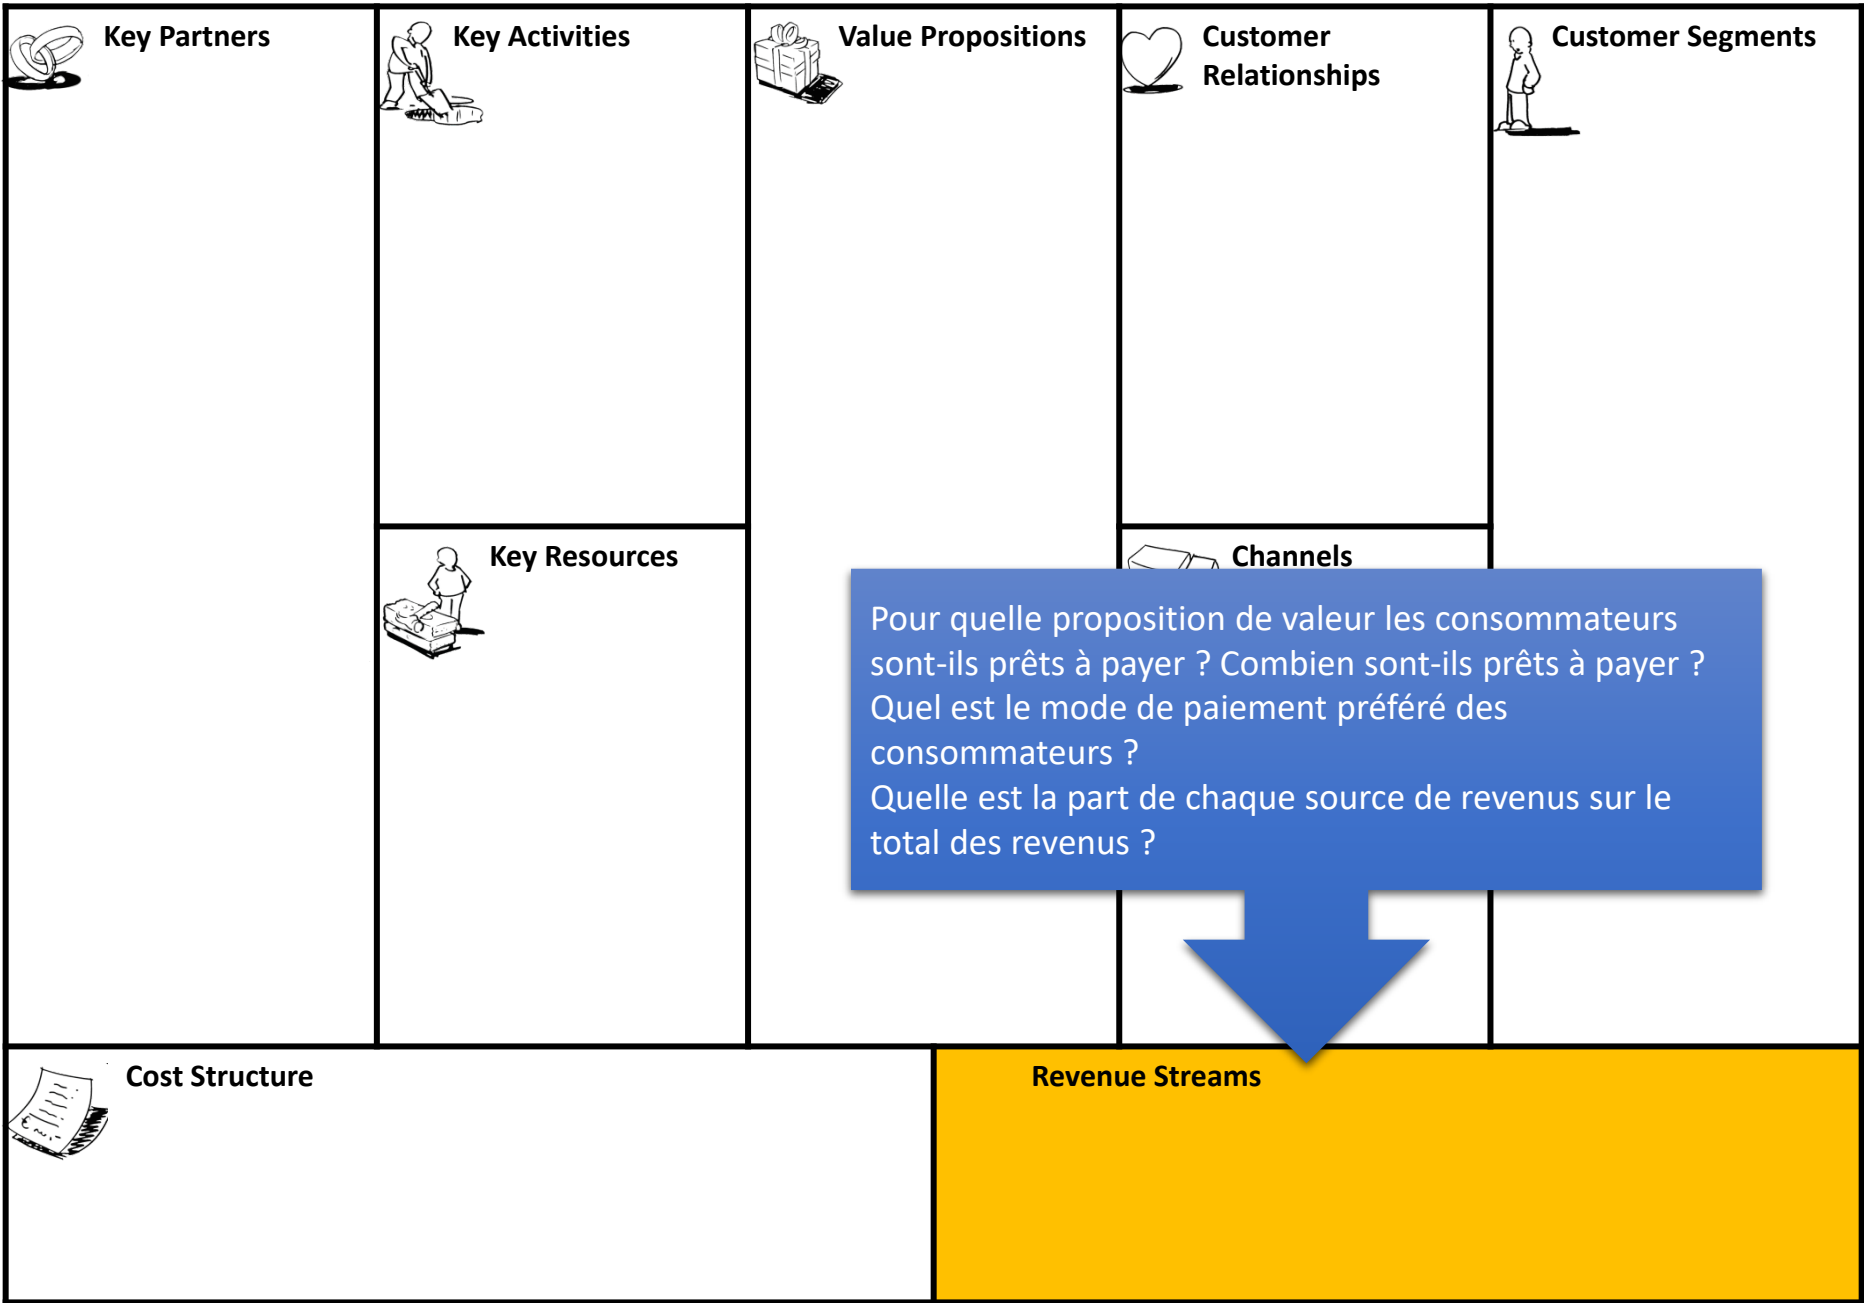 Key Partners
Key Activities
Value Propositions
Customer
Relationships
Customer Segments
Key Resources
Channels
Pour quelle proposition de valeur les consommateurs
sont-ils prêts à payer ? Combien sont-ils prêts à payer ?
Quel est le mode de paiement préféré des
consommateurs ?
Quelle est la part de chaque source de revenus sur le
total des revenus ?
Cost Structure
Revenue Streams